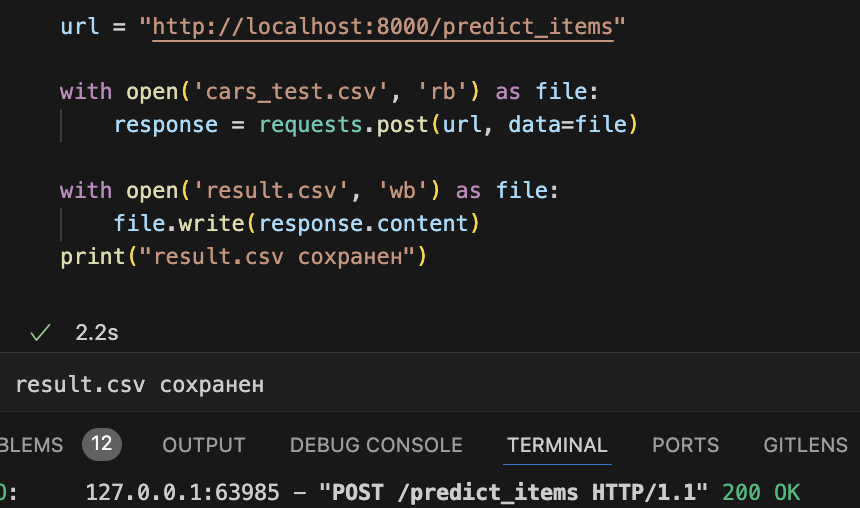 url = "http://localhost:8000/predict_items"
with open('cars_test.csv', 'rb') as file:
response = requests.post(url, data=file)
with open('result.csv', 'wb') as file:
file.write(response.content)
print("result.csv сохранен")
2.2s
result.csv сохранен
BLEMS 12 OUTPUT DEBUG CONSOLE TERMINAL PORTS GITLENS
O: 127.0.0.1:63985 – "POST /predict_items HTTP/1.1" 200 OK